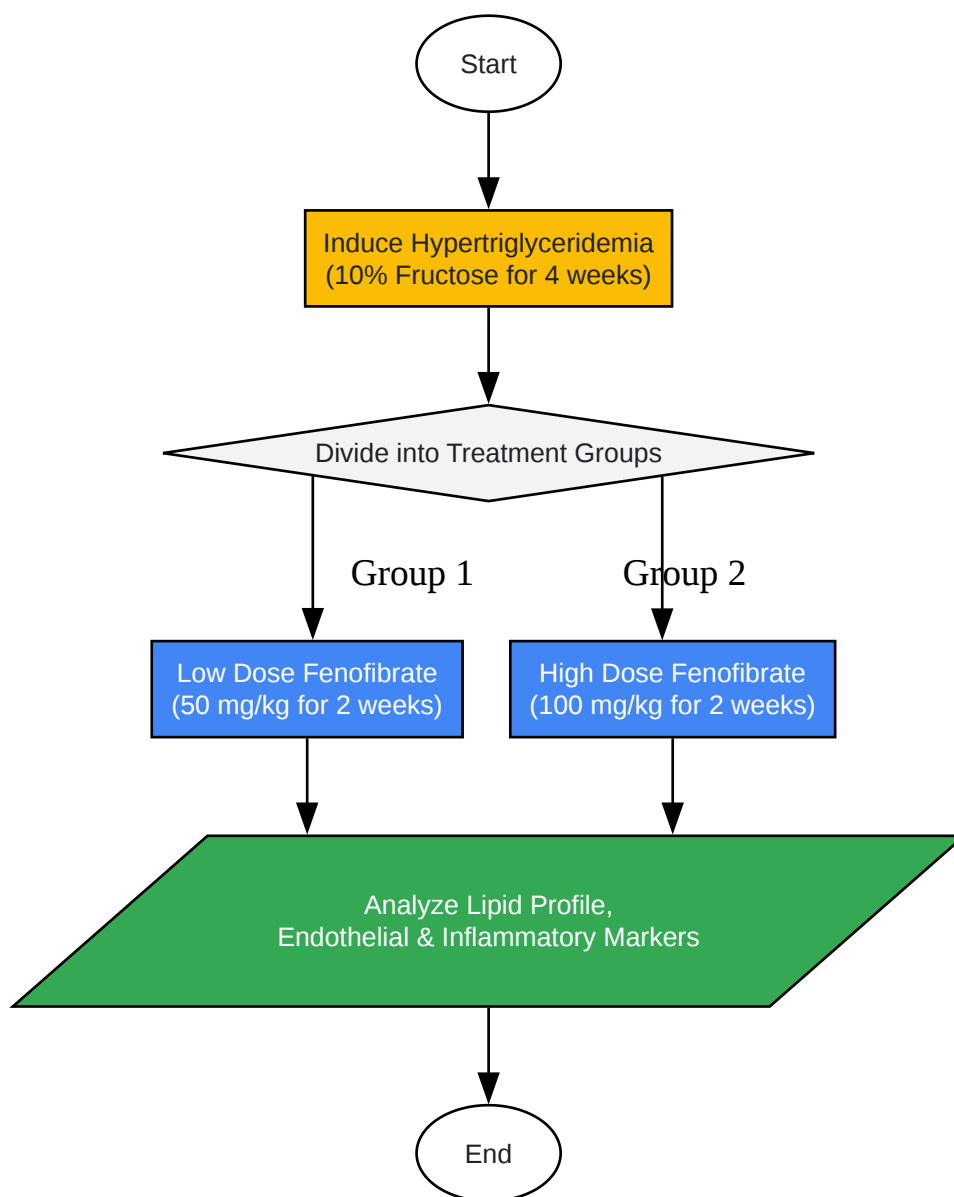 Start
Induce Hypertriglyceridemia
(10% Fructose for 4 weeks)
Divide into Treatment Groups
Group 1
Group 2
Low Dose Fenofibrate
(50 mg/kg for 2 weeks)
High Dose Fenofibrate
(100 mg/kg for 2 weeks)
Analyze Lipid Profile,
Endothelial & Inflammatory Markers
End